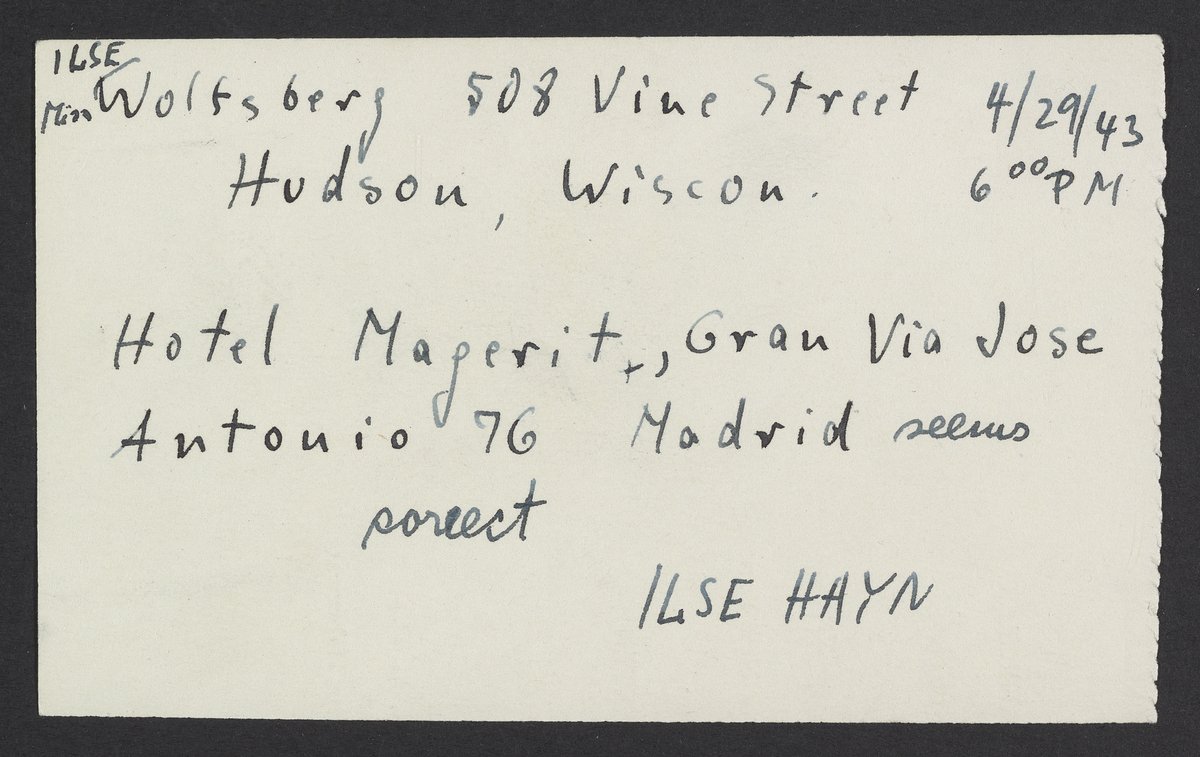 ILSE
Miss Wolfsberg 508 Vine Street 4/29/43
Hudson, Wiscon. 6⁰⁰ PM
Hotel Magerit, Gran Via Jose
Antonio 76 Madrid seems
correct
ILSE HAYN